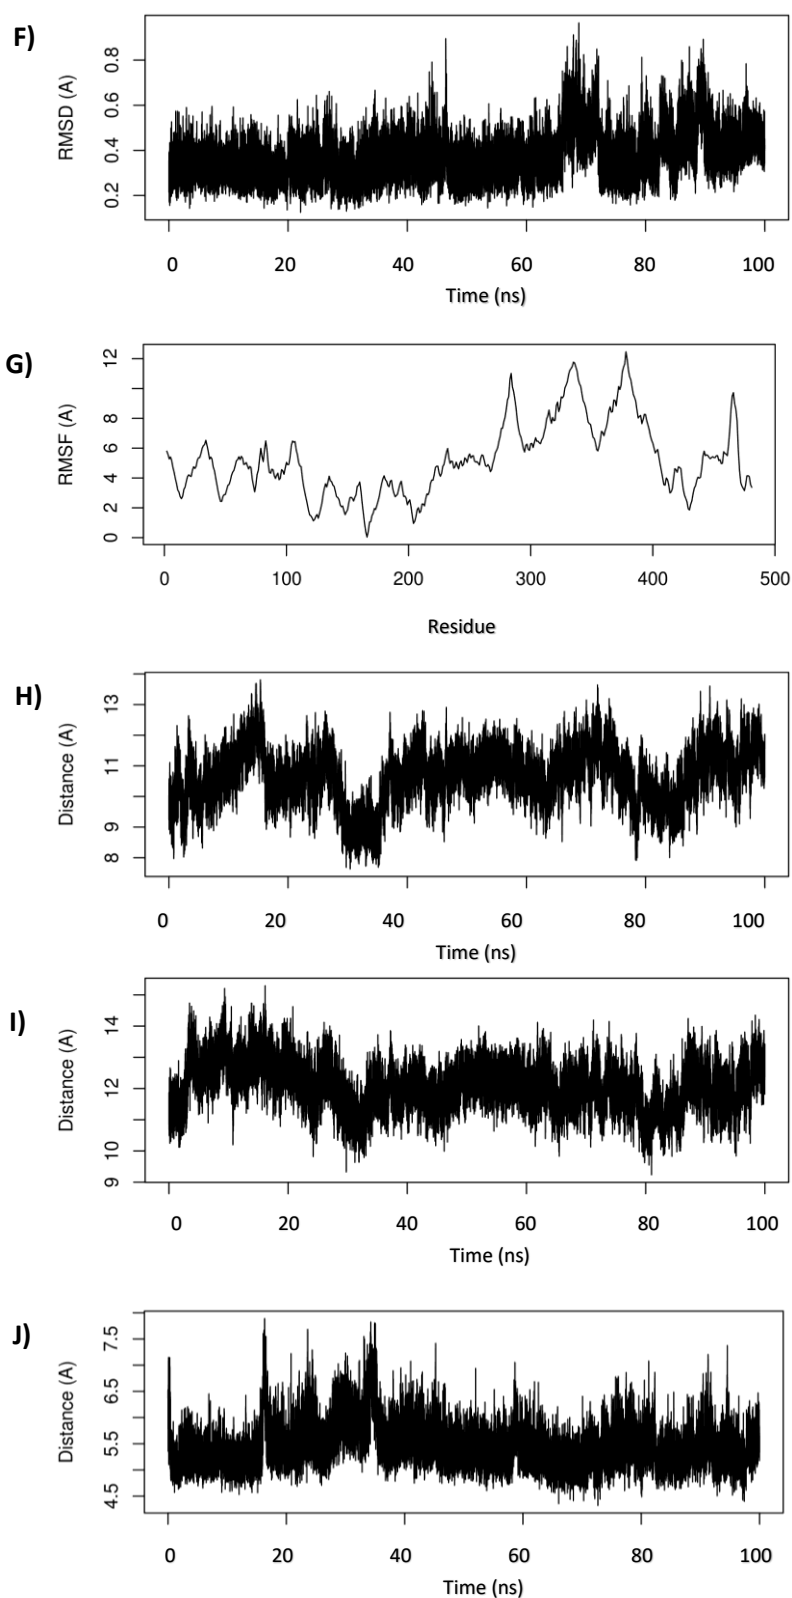 F)
RMSD (A)
0.2 0.4 0.6 0.8
0 20 40 60 80 100
Time (ns)
G)
RMSF (A)
0 2 4 6 8 12
0 100 200 300 400 500
Residue
H)
Distance (A)
8 9 11 13
0 20 40 60 80 100
Time (ns)
I)
Distance (A)
9 10 12 14
0 20 40 60 80 100
Time (ns)
J)
Distance (A)
4.5 5.5 6.5 7.5
0 20 40 60 80 100
Time (ns)